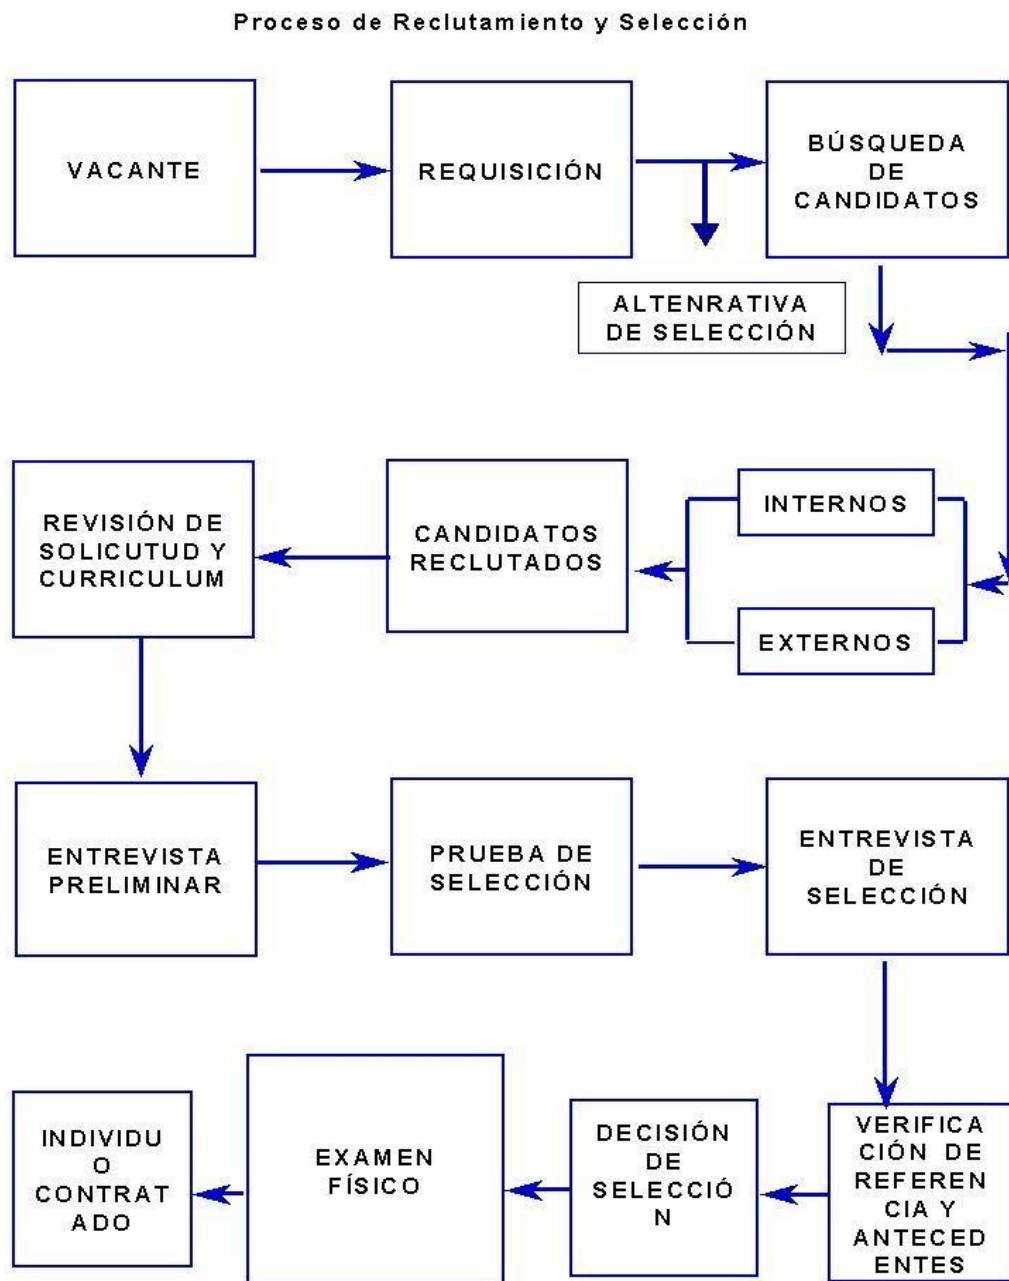 Proceso de Reclutamiento y Selección
VACANTE
REQUISICIÓN
BÚSQUEDA
DE
CANDIDATOS
ALTENRATIVA
DE SELECCIÓN
INTERNOS
EXTERNOS
CANDIDATOS
RECLUTADOS
REVISIÓN DE
SOLICUTUD Y
CURRICULUM
ENTREVISTA
PRELIMINAR
PRUEBA DE
SELECCIÓN
ENTREVISTA
DE
SELECCIÓN
VERIFICA
CIÓN DE
REFEREN
CIA Y
ANTECED
ENTES
DECISIÓN
DE
SELECCIÓ
N
EXAMEN
FÍSICO
INDIVIDU
O
CONTRAT
ADO